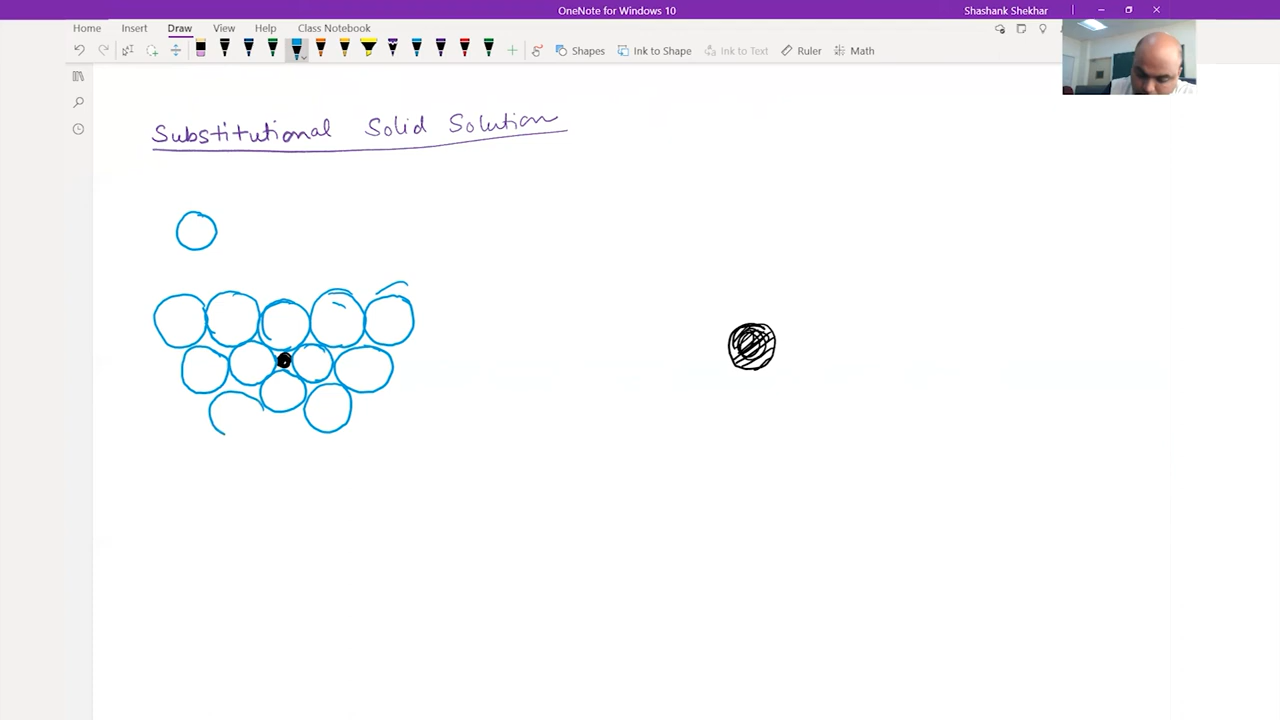 OneNote for Windows 10
Shashank Shekhar
Home Insert Draw View Help Class Notebook
Shapes Ink to Shape Ink to Text Ruler Math
Substitutional Solid Solution